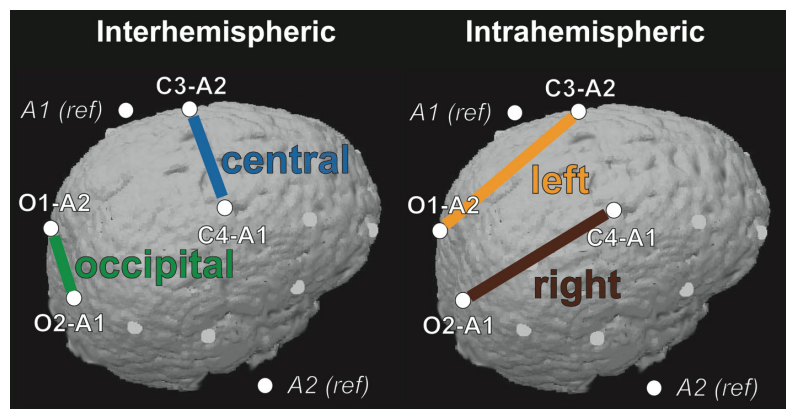 Interhemispheric
C3-A2
A1 (ref)
central
O1-A2
C4-A1
occipital
O2-A1
A2 (ref)
Intrahemispheric
C3-A2
A1 (ref)
left
O1-A2
C4-A1
right
O2-A1
A2 (ref)